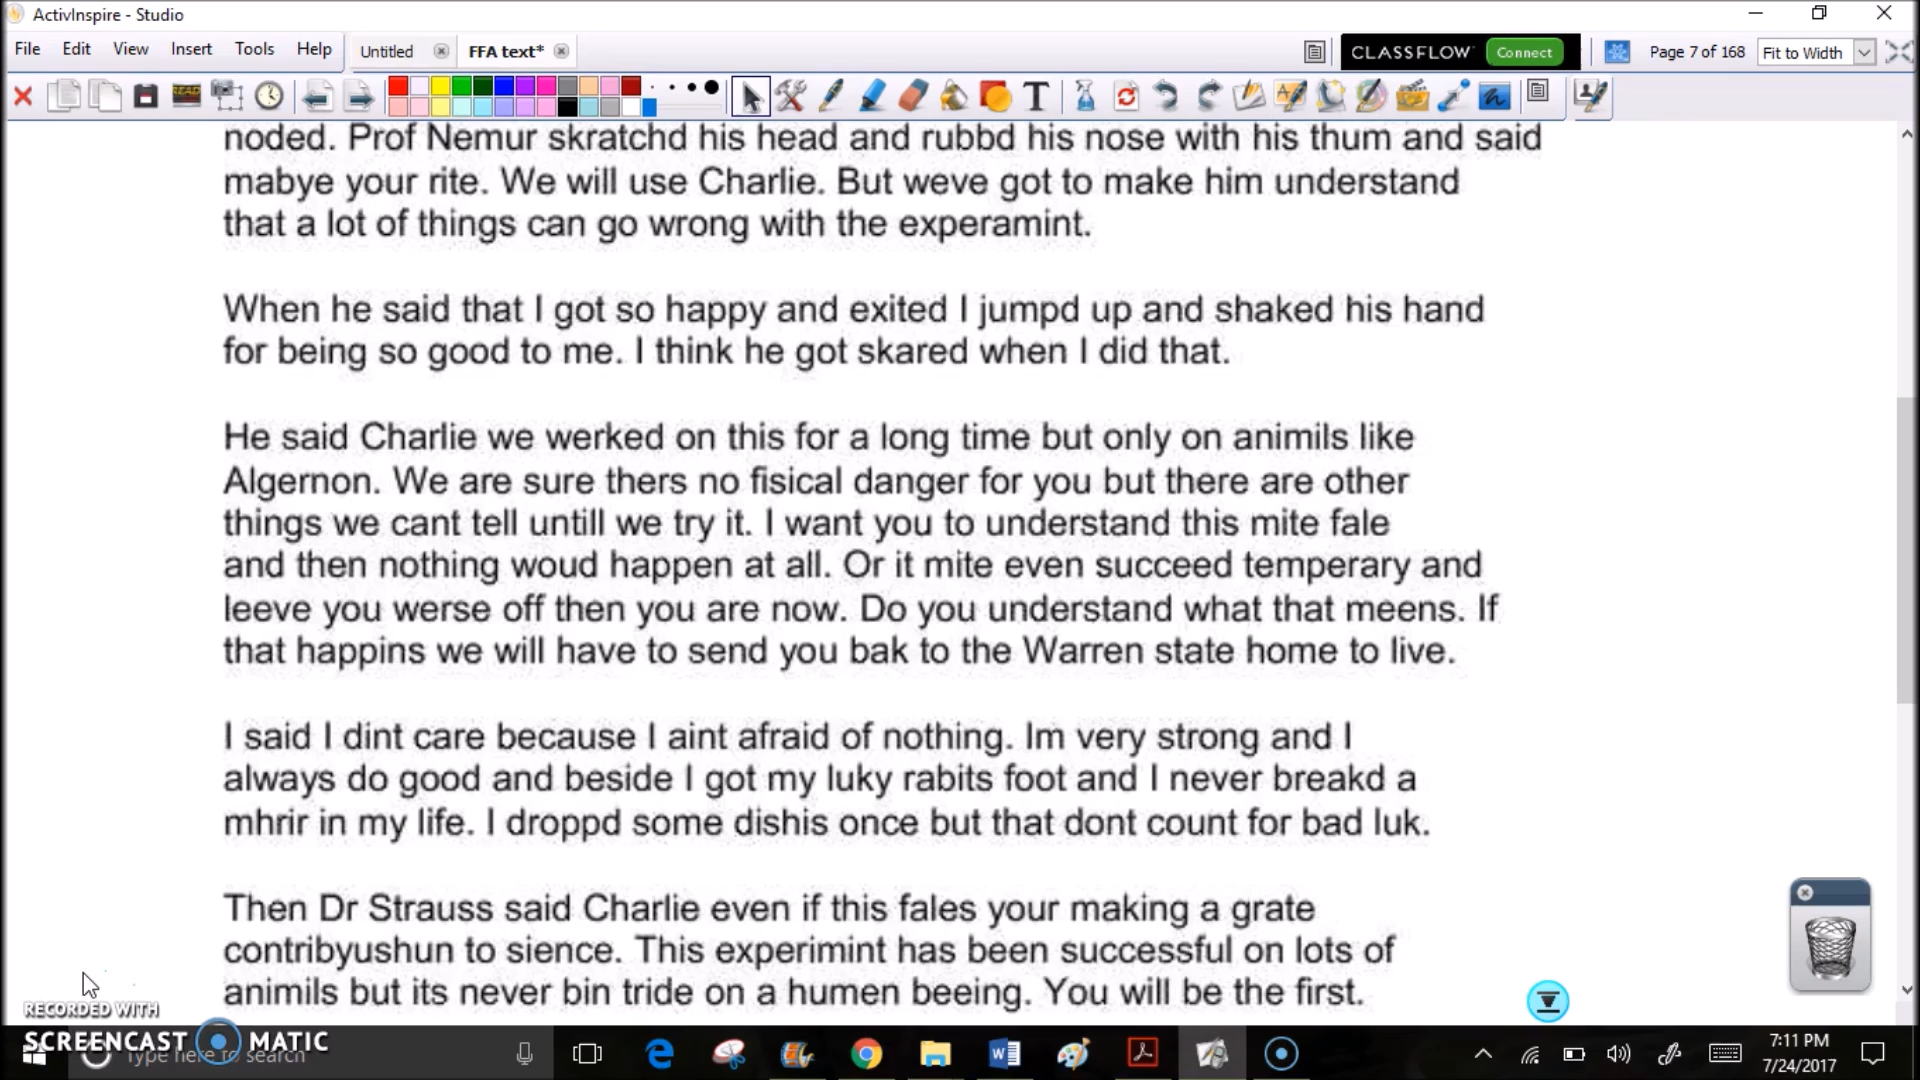 ActivInspire - Studio
File Edit View Insert Tools Help Untitled FFA text* CLASSFLOW Connect Page 7 of 168 Fit to Width
noded. Prof Nemur skratchd his head and rubbd his nose with his thum and said
mabye your rite. We will use Charlie. But weve got to make him understand
that a lot of things can go wrong with the experamint.
When he said that I got so happy and exited I jumpd up and shaked his hand
for being so good to me. I think he got skared when I did that.
He said Charlie we werked on this for a long time but only on animils like
Algernon. We are sure thers no fisical danger for you but there are other
things we cant tell untill we try it. I want you to understand this mite fale
and then nothing woud happen at all. Or it mite even succeed temperary and
leeve you werse off then you are now. Do you understand what that meens. If
that happins we will have to send you bak to the Warren state home to live.
I said I dint care because I aint afraid of nothing. Im very strong and I
always do good and beside I got my luky rabits foot and I never breakd a
mhrir in my life. I droppd some dishis once but that dont count for bad luk.
Then Dr Strauss said Charlie even if this fales your making a grate
contribyushun to sience. This experimint has been successful on lots of
animils but its never bin tride on a humen beeing. You will be the first.
RECORDED WITH
SCREENCAST MATIC
Type here to search
7:11 PM
7/24/2017